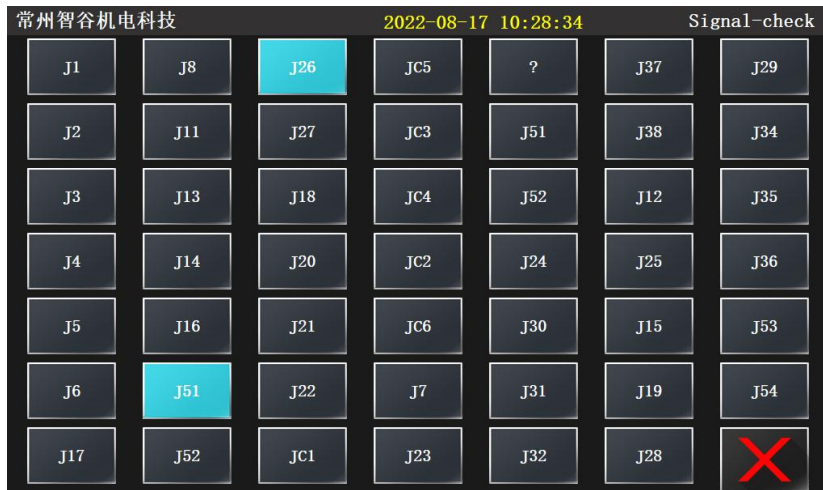 常州智谷机电科技 2022-08-17 10:28:34 Signal-check
J1 J8 J26 JC5 ? J37 J29
J2 J11 J27 JC3 J51 J38 J34
J3 J13 J18 JC4 J52 J12 J35
J4 J14 J20 JC2 J24 J25 J36
J5 J16 J21 JC6 J30 J15 J53
J6 J51 J22 J7 J31 J19 J54
J17 J52 JC1 J23 J32 J28